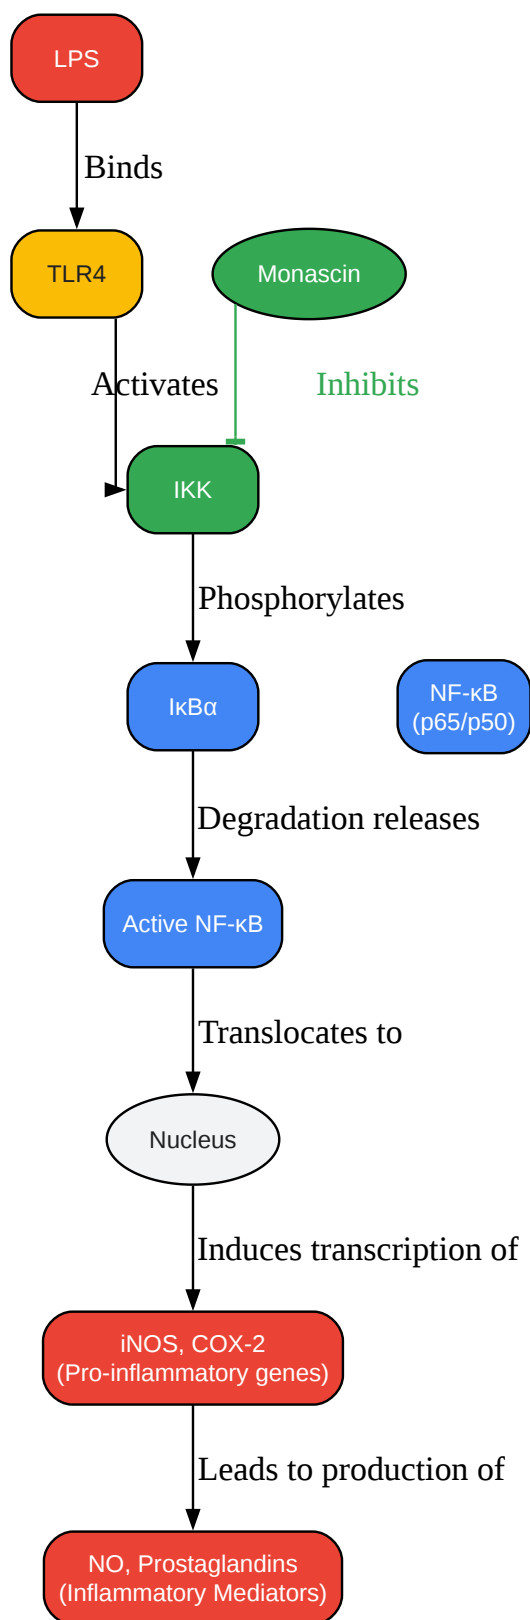 LPS
Binds
TLR4
Monascin
Activates
Inhibits
IKK
Phosphorylates
IκBα
NF-κB
(p65/p50)
Degradation releases
Active NF-κB
Translocates to
Nucleus
Induces transcription of
iNOS, COX-2
(Pro-inflammatory genes)
Leads to production of
NO, Prostaglandins
(Inflammatory Mediators)